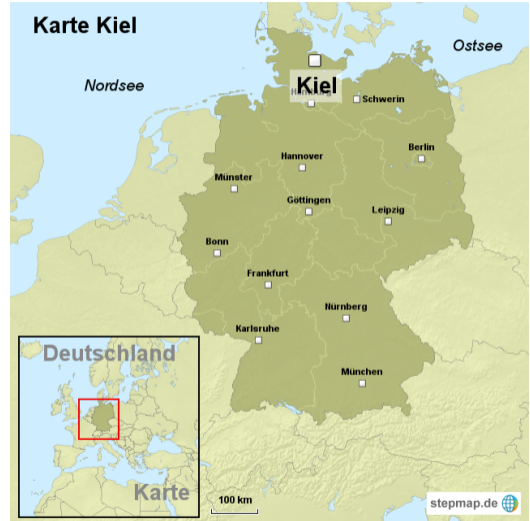 Karte Kiel
Ostsee
Nordsee
Kiel
Hamburg
Schwerin
Berlin
Hannover
Münster
Göttingen
Leipzig
Bonn
Frankfurt
Nürnberg
Karlsruhe
Deutschland
München
Karte
100 km
stepmap.de